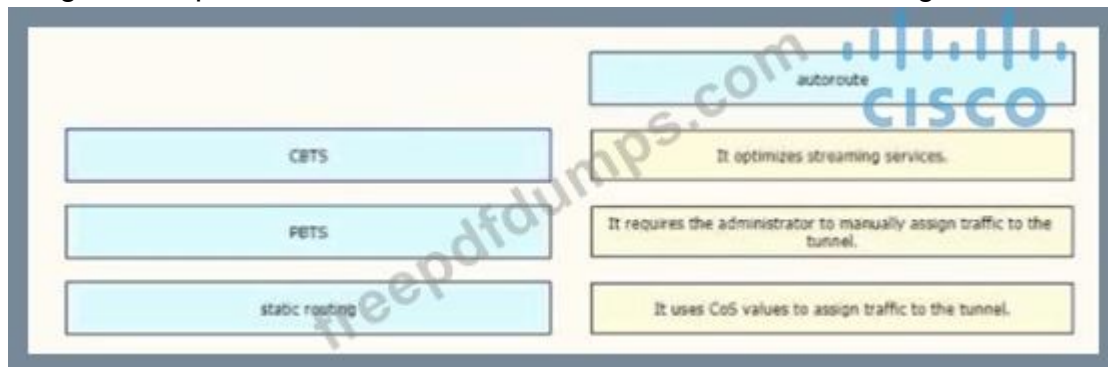 autoroute
CISCO
CBTS
It optimizes streaming services.
PBTS
It requires the administrator to manually assign traffic to the
tunnel.
static routing
It uses CoS values to assign traffic to the tunnel.
freepdfdumps.com